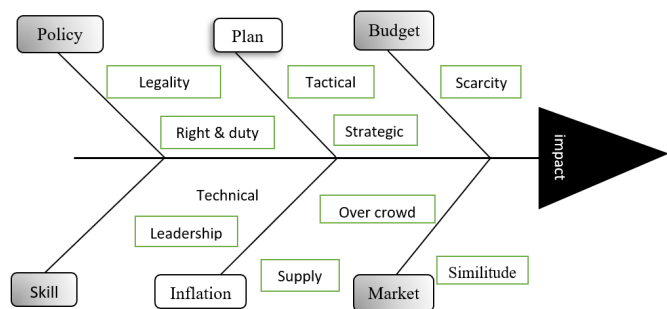 Policy
Plan
Budget
Legality
Tactical
Scarcity
Right & duty
Strategic
impact
Technical
Over crowd
Leadership
Supply
Similitude
Skill
Inflation
Market